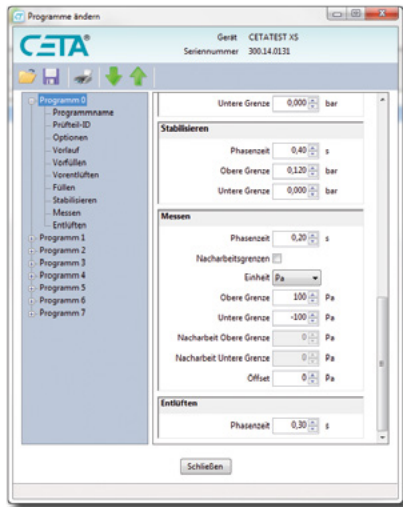 Programme ändern
CETA®
Gerät CETATEST XS
Seriennummer 300.14.0131
Programm 0
Programmname
Prüfteil-ID
Optionen
Vorlauf
Vorfüllen
Vorentlüften
Füllen
Stabilisieren
Messen
Entlüften
Programm 1
Programm 2
Programm 3
Programm 4
Programm 5
Programm 6
Programm 7
Untere Grenze 0,000 bar
Stabilisieren
Phasenzeit 0,40 s
Obere Grenze 0,120 bar
Untere Grenze 0,000 bar
Messen
Phasenzeit 0,20 s
Nacharbeitsgrenzen
Einheit Pa
Obere Grenze 100 Pa
Untere Grenze -100 Pa
Nacharbeit Obere Grenze 0 Pa
Nacharbeit Untere Grenze 0 Pa
Offset 0 Pa
Entlüften
Phasenzeit 0,30 s
Schließen